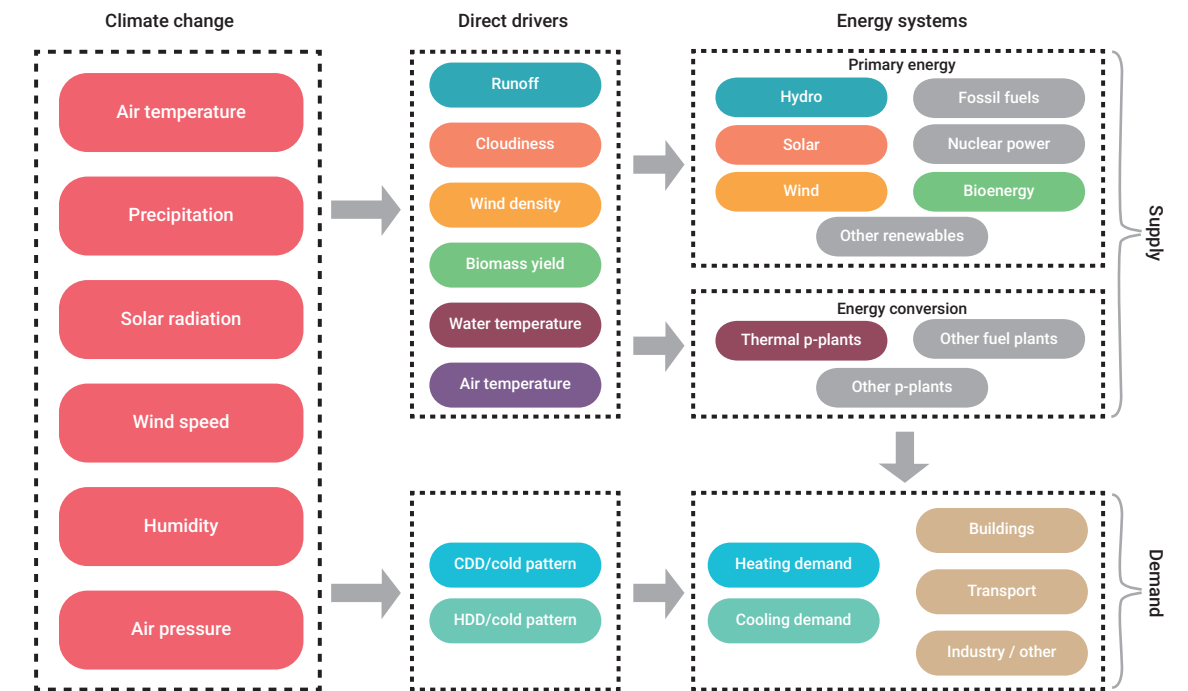 Climate change
Direct drivers
Energy systems
Air temperature
Precipitation
Solar radiation
Wind speed
Humidity
Air pressure
Runoff
Cloudiness
Wind density
Biomass yield
Water temperature
Air temperature
CDD/cold pattern
HDD/cold pattern
Primary energy
Hydro
Fossil fuels
Solar
Nuclear power
Wind
Bioenergy
Other renewables
Energy conversion
Thermal p-plants
Other fuel plants
Other p-plants
Supply
Heating demand
Cooling demand
Buildings
Transport
Industry / other
Demand